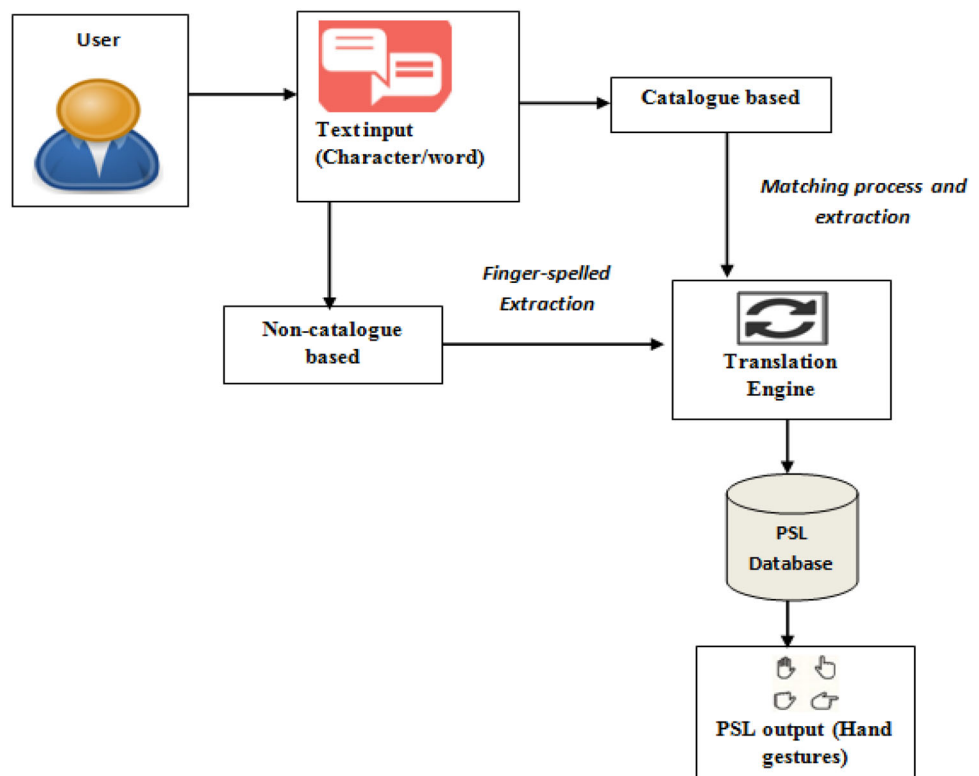 User
Text input
(Character/word)
Catalogue based
Matching process and
extraction
Finger-spelled
Extraction
Non-catalogue
based
Translation
Engine
PSL
Database
PSL output (Hand
gestures)